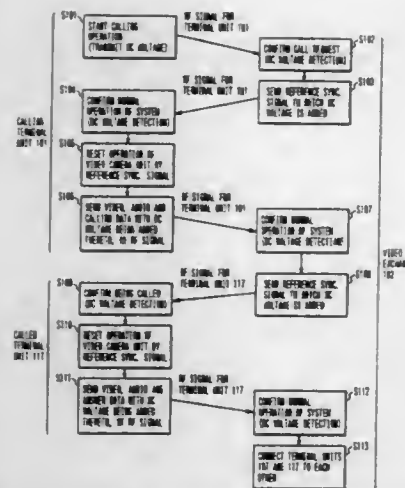 S101
START CALLING
OPERATION
(TRANSMIT DC VOLTAGE)
RF SIGNAL FOR
TERMINAL UNIT 101
S102
CONFIRM CALL REQUEST
(DC VOLTAGE DETECTION)
S103
SEND REFERENCE SYNC.
SIGNAL TO WHICH DC
VOLTAGE IS ADDED
RF SIGNAL FOR
TERMINAL UNIT 101
S104
CONFIRM NORMAL
OPERATION OF SYSTEM
(DC VOLTAGE DETECTION)
CALLING
TERMINAL
UNIT 101
S105
RESET OPERATION OF
VIDEO CAMERA UNIT BY
REFERENCE SYNC. SIGNAL
S106
SEND VIDEO, AUDIO AND
CALLING DATA WITH DC
VOLTAGE BEING ADDED
THERETO, BY RF SIGNAL
RF SIGNAL FOR
TERMINAL UNIT 101
S107
CONFIRM NORMAL
OPERATION OF SYSTEM
(DC VOLTAGE DETECTION)
VIDEO
102
S108
SEND REFERENCE SYNC.
SIGNAL TO WHICH DC
VOLTAGE IS ADDED
RF SIGNAL FOR
TERMINAL UNIT 117
S109
CONFIRM BEING CALLED
(DC VOLTAGE DETECTION)
CALLED
TERMINAL
UNIT 117
S110
RESET OPERATION OF
VIDEO CAMERA UNIT BY
REFERENCE SYNC. SIGNAL
S111
SEND VIDEO, AUDIO AND
ANSWER DATA WITH DC
VOLTAGE BEING ADDED
THERETO, BY RF SIGNAL
RF SIGNAL FOR
TERMINAL UNIT 117
S112
CONFIRM NORMAL
OPERATION OF SYSTEM
(DC VOLTAGE DETECTION)
S113
CONNECT TERMINAL UNITS
101 AND 117 TO EACH
OTHER